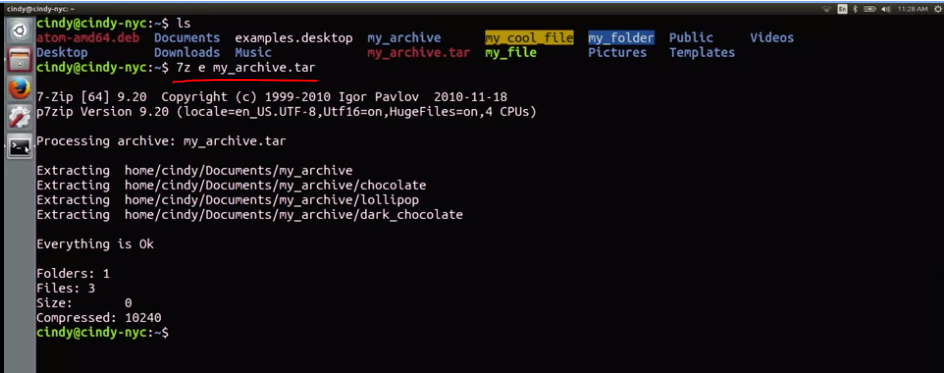 cindy@cindy-nyc: ~
En 11:28 AM
cindy@cindy-nyc:~$ ls
atom-amd64.deb Documents examples.desktop my_archive my_cool_file my_folder Public Videos
Desktop Downloads Music my_archive.tar my_file Pictures Templates
cindy@cindy-nyc:~$ 7z e my_archive.tar
7-Zip [64] 9.20 Copyright (c) 1999-2010 Igor Pavlov 2010-11-18
p7zip Version 9.20 (locale=en_US.UTF-8,Utf16=on,HugeFiles=on,4 CPUs)
Processing archive: my_archive.tar
Extracting home/cindy/Documents/my_archive
Extracting home/cindy/Documents/my_archive/chocolate
Extracting home/cindy/Documents/my_archive/lollipop
Extracting home/cindy/Documents/my_archive/dark_chocolate
Everything is Ok
Folders: 1
Files: 3
Size: 0
Compressed: 10240
cindy@cindy-nyc:~$